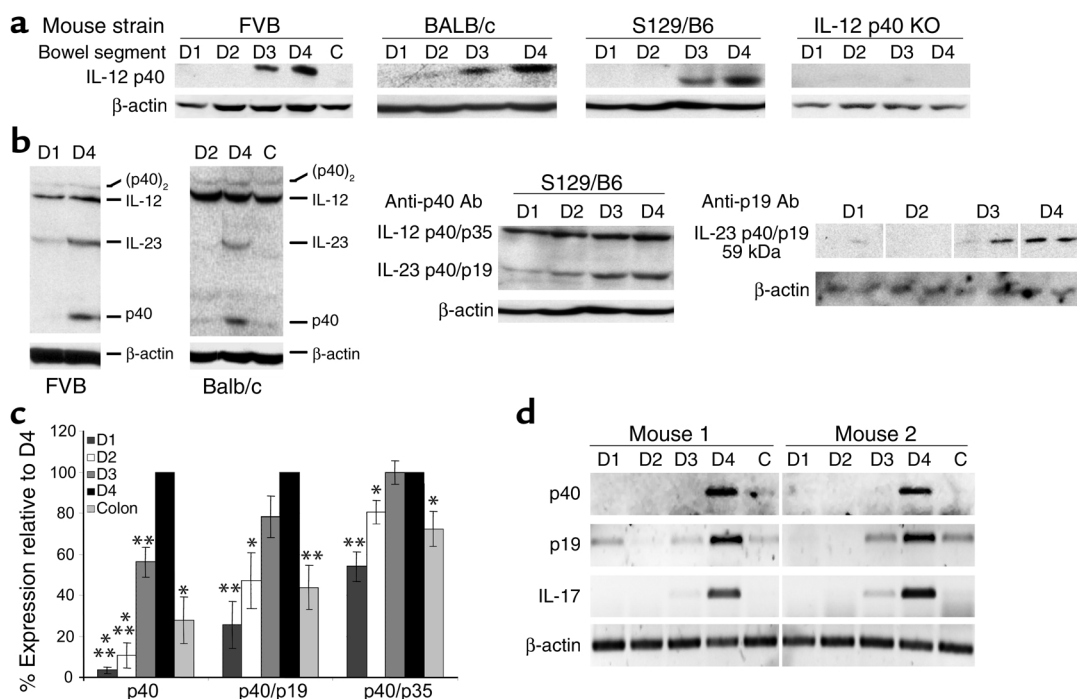 a
Mouse strain FVB BALB/c S129/B6 IL-12 p40 KO
Bowel segment D1 D2 D3 D4 C D1 D2 D3 D4 D1 D2 D3 D4 D1 D2 D3 D4
IL-12 p40
β-actin
b
D1 D4
(p40)2
IL-12
IL-23
p40
β-actin
FVB
D2 D4 C
(p40)2
IL-12
IL-23
p40
β-actin
Balb/c
S129/B6
Anti-p40 Ab D1 D2 D3 D4
IL-12 p40/p35
IL-23 p40/p19
β-actin
Anti-p19 Ab D1 D2 D3 D4
IL-23 p40/p19
59 kDa
β-actin
c
% Expression relative to D4
120
100
80
60
40
20
0
D1
D2
D3
D4
Colon
*
**
*
**
**
*
**
*
**
**
*
*
p40 p40/p19 p40/p35
d
Mouse 1 Mouse 2
D1 D2 D3 D4 C D1 D2 D3 D4 C
p40
p19
IL-17
β-actin